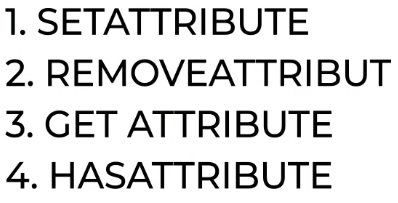 1. SETATTRIBUTE
2. REMOVEATTRIBUT
3. GET ATTRIBUTE
4. HASATTRIBUTE